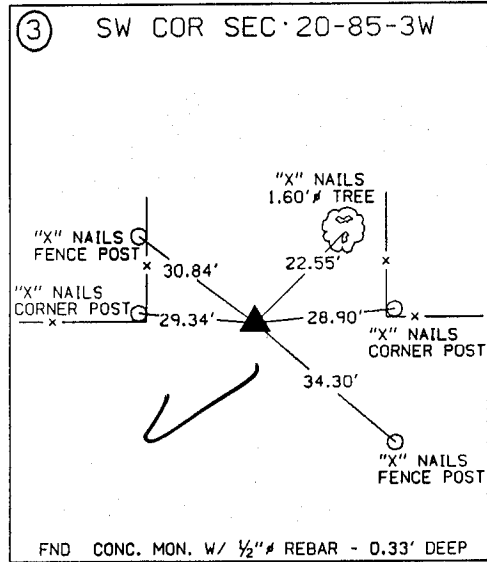 3 SW COR SEC·20-85-3W
"X" NAILS
1.60'ø TREE
"X" NAILS
FENCE POST
30.84'
22.55'
"X" NAILS
CORNER POST
29.34'
28.90'
"X" NAILS
CORNER POST
34.30'
"X" NAILS
FENCE POST
FND CONC. MON. W/ ½"ø REBAR - 0.33' DEEP